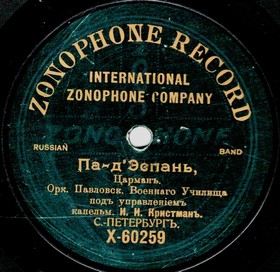 ZONOPHONE RECORD
INTERNATIONAL
ZONOPHONE COMPANY
RUSSIAN BAND
Па-д'Эспань,
Царманъ.
Орк. Павловск. Военнаго Училища
подъ управленіемъ
капельм. И. И. Кристманъ.
С.-ПЕТЕРБУРГЪ.
X-60259